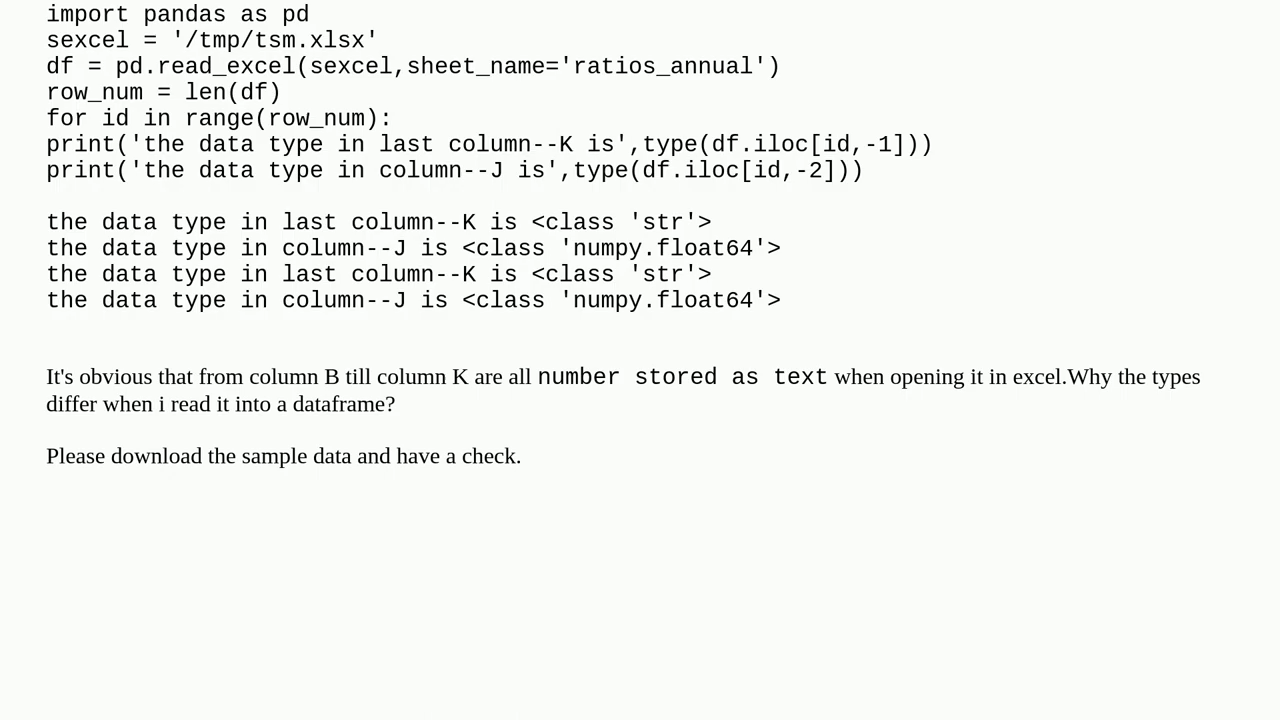 import pandas as pd
sexcel = '/tmp/tsm.xlsx'
df = pd.read_excel(sexcel,sheet_name='ratios_annual')
row_num = len(df)
for id in range(row_num):
print('the data type in last column--K is',type(df.iloc[id,-1]))
print('the data type in column--J is',type(df.iloc[id,-2]))
the data type in last column--K is <class 'str'>
the data type in column--J is <class 'numpy.float64'>
the data type in last column--K is <class 'str'>
the data type in column--J is <class 'numpy.float64'>
It's obvious that from column B till column K are all number stored as text when opening it in excel.Why the types
differ when i read it into a dataframe?
Please download the sample data and have a check.